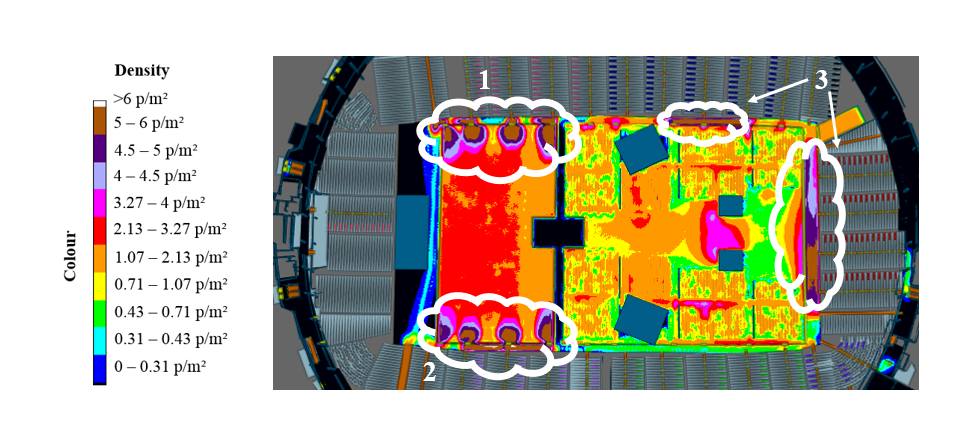 Density
>6 p/m²
5 – 6 p/m²
4.5 – 5 p/m²
4 – 4.5 p/m²
3.27 – 4 p/m²
2.13 – 3.27 p/m²
1.07 – 2.13 p/m²
0.71 – 1.07 p/m²
0.43 – 0.71 p/m²
0.31 – 0.43 p/m²
0 – 0.31 p/m²
Colour
1
3
2